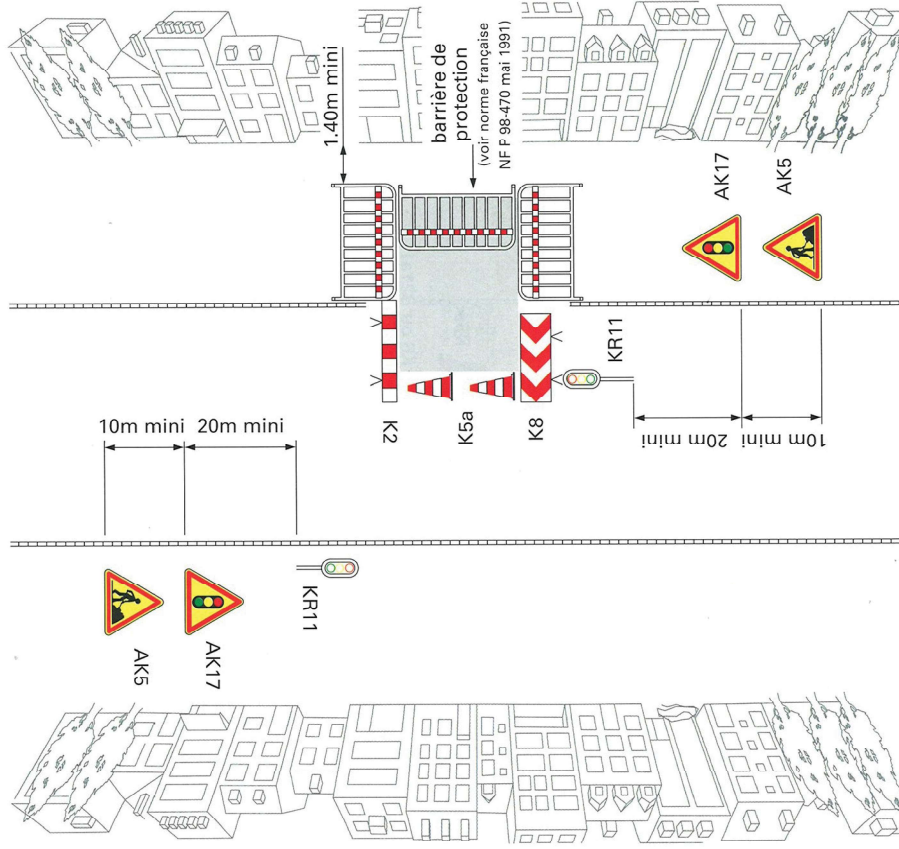 1.40m mini
barrière de
protection
(voir norme française
NF P 98-470 mai 1991)
AK17
AK5
KR11
10m mini
20m mini
K2
K5a
K8
20m mini
10m mini
KR11
AK5
AK17